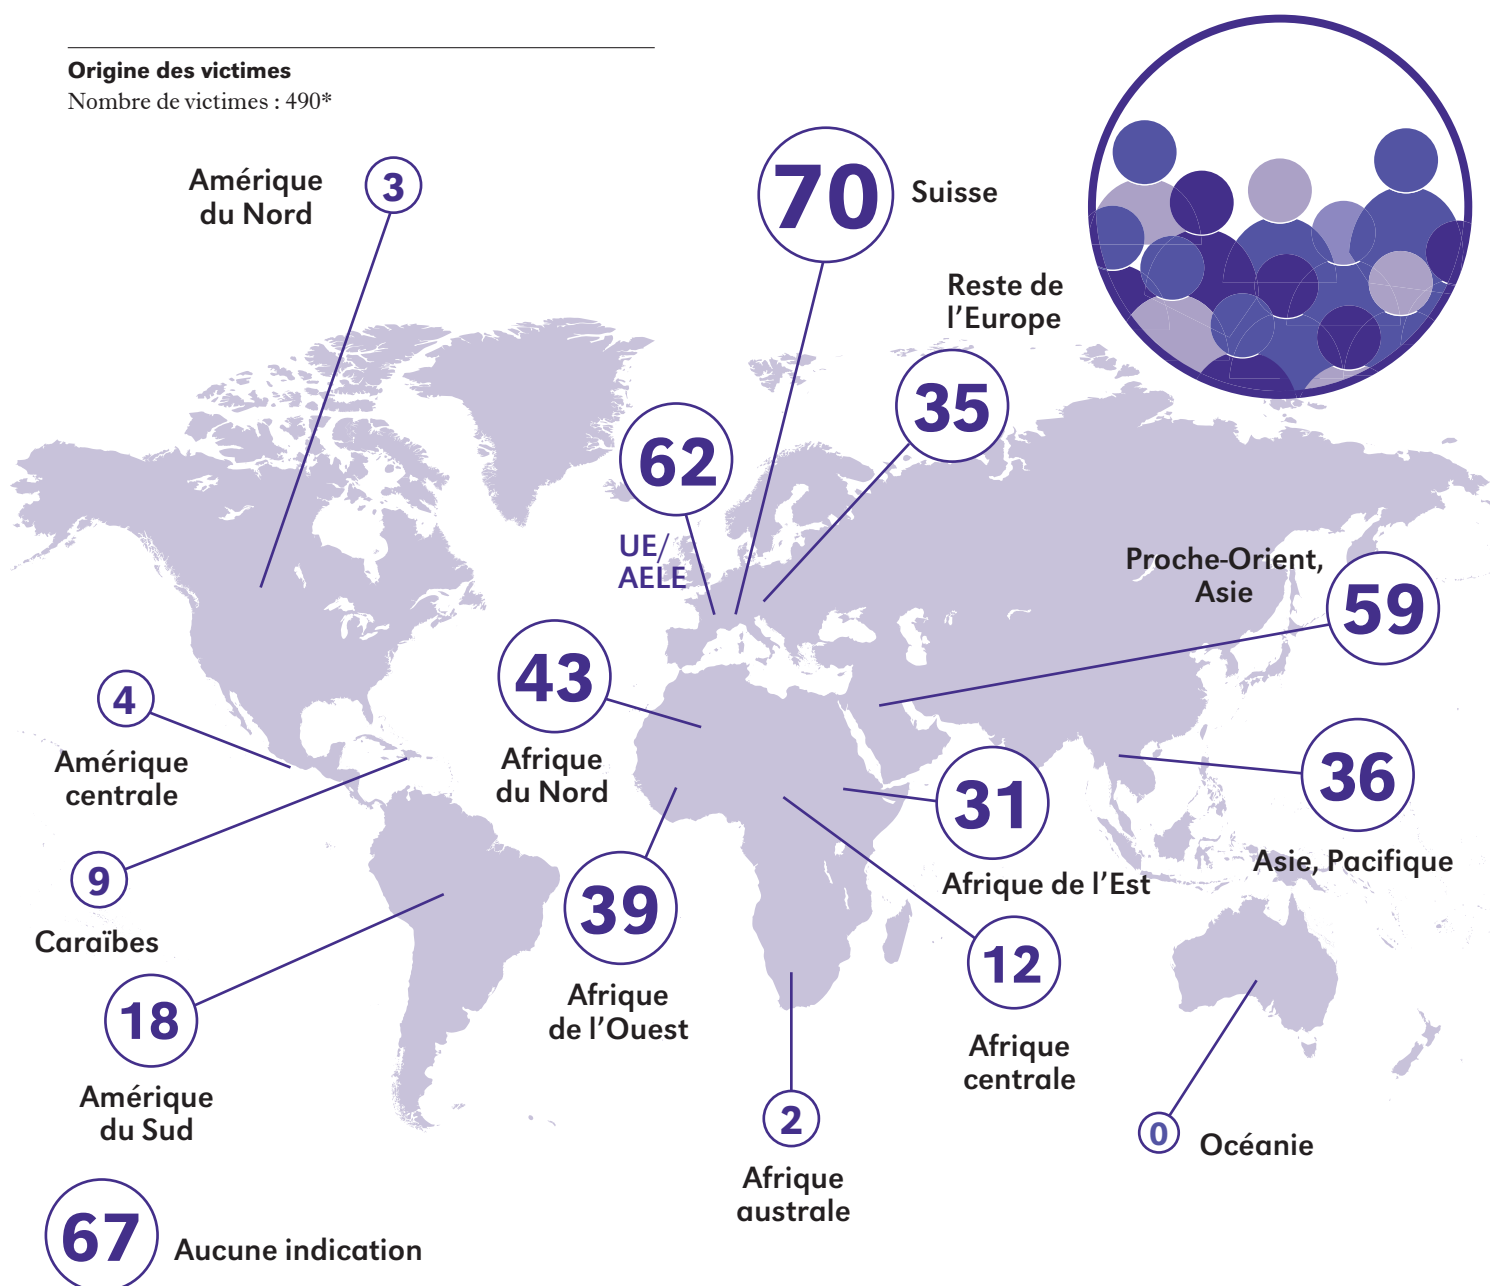 Origine des victimes
Nombre de victimes : 490*
Amérique
du Nord
3
70
Suisse
Reste de
l’Europe
35
62
UE/
AELE
Proche-Orient,
Asie
59
43
Afrique
du Nord
4
Amérique
centrale
36
Asie, Pacifique
31
Afrique de l’Est
9
Caraïbes
39
Afrique
de l’Ouest
12
Afrique
centrale
18
Amérique
du Sud
2
Afrique
australe
0
Océanie
67
Aucune indication